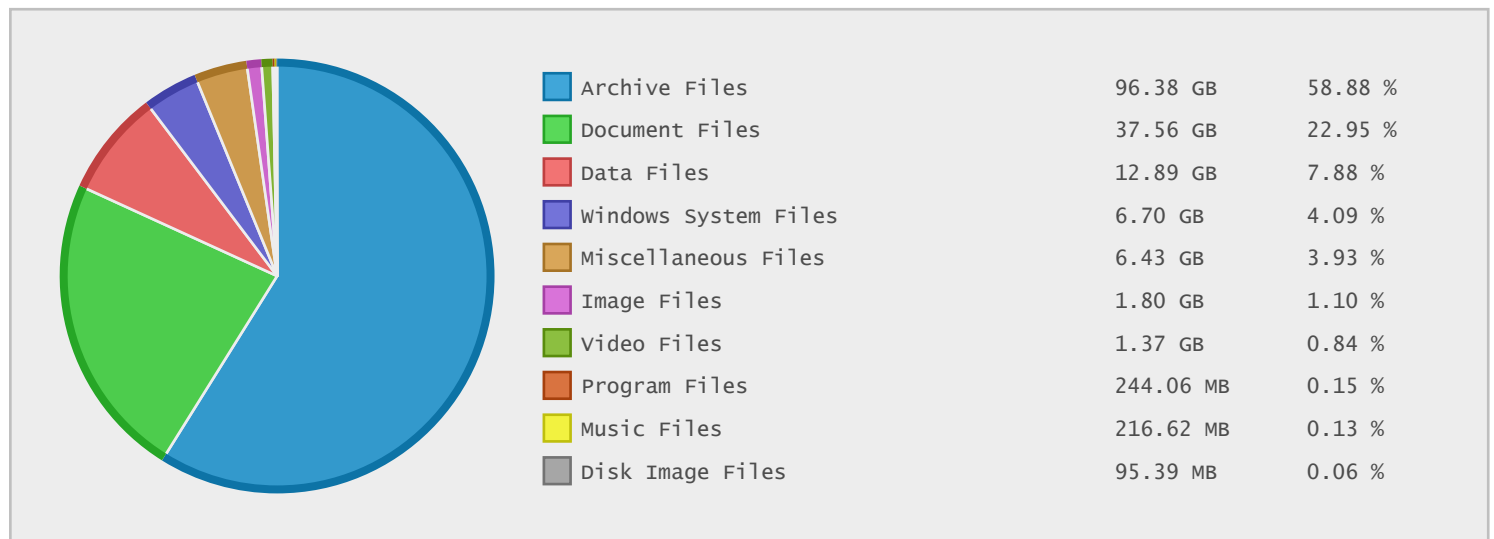 Archive Files 96.38 GB 58.88 %
Document Files 37.56 GB 22.95 %
Data Files 12.89 GB 7.88 %
Windows System Files 6.70 GB 4.09 %
Miscellaneous Files 6.43 GB 3.93 %
Image Files 1.80 GB 1.10 %
Video Files 1.37 GB 0.84 %
Program Files 244.06 MB 0.15 %
Music Files 216.62 MB 0.13 %
Disk Image Files 95.39 MB 0.06 %